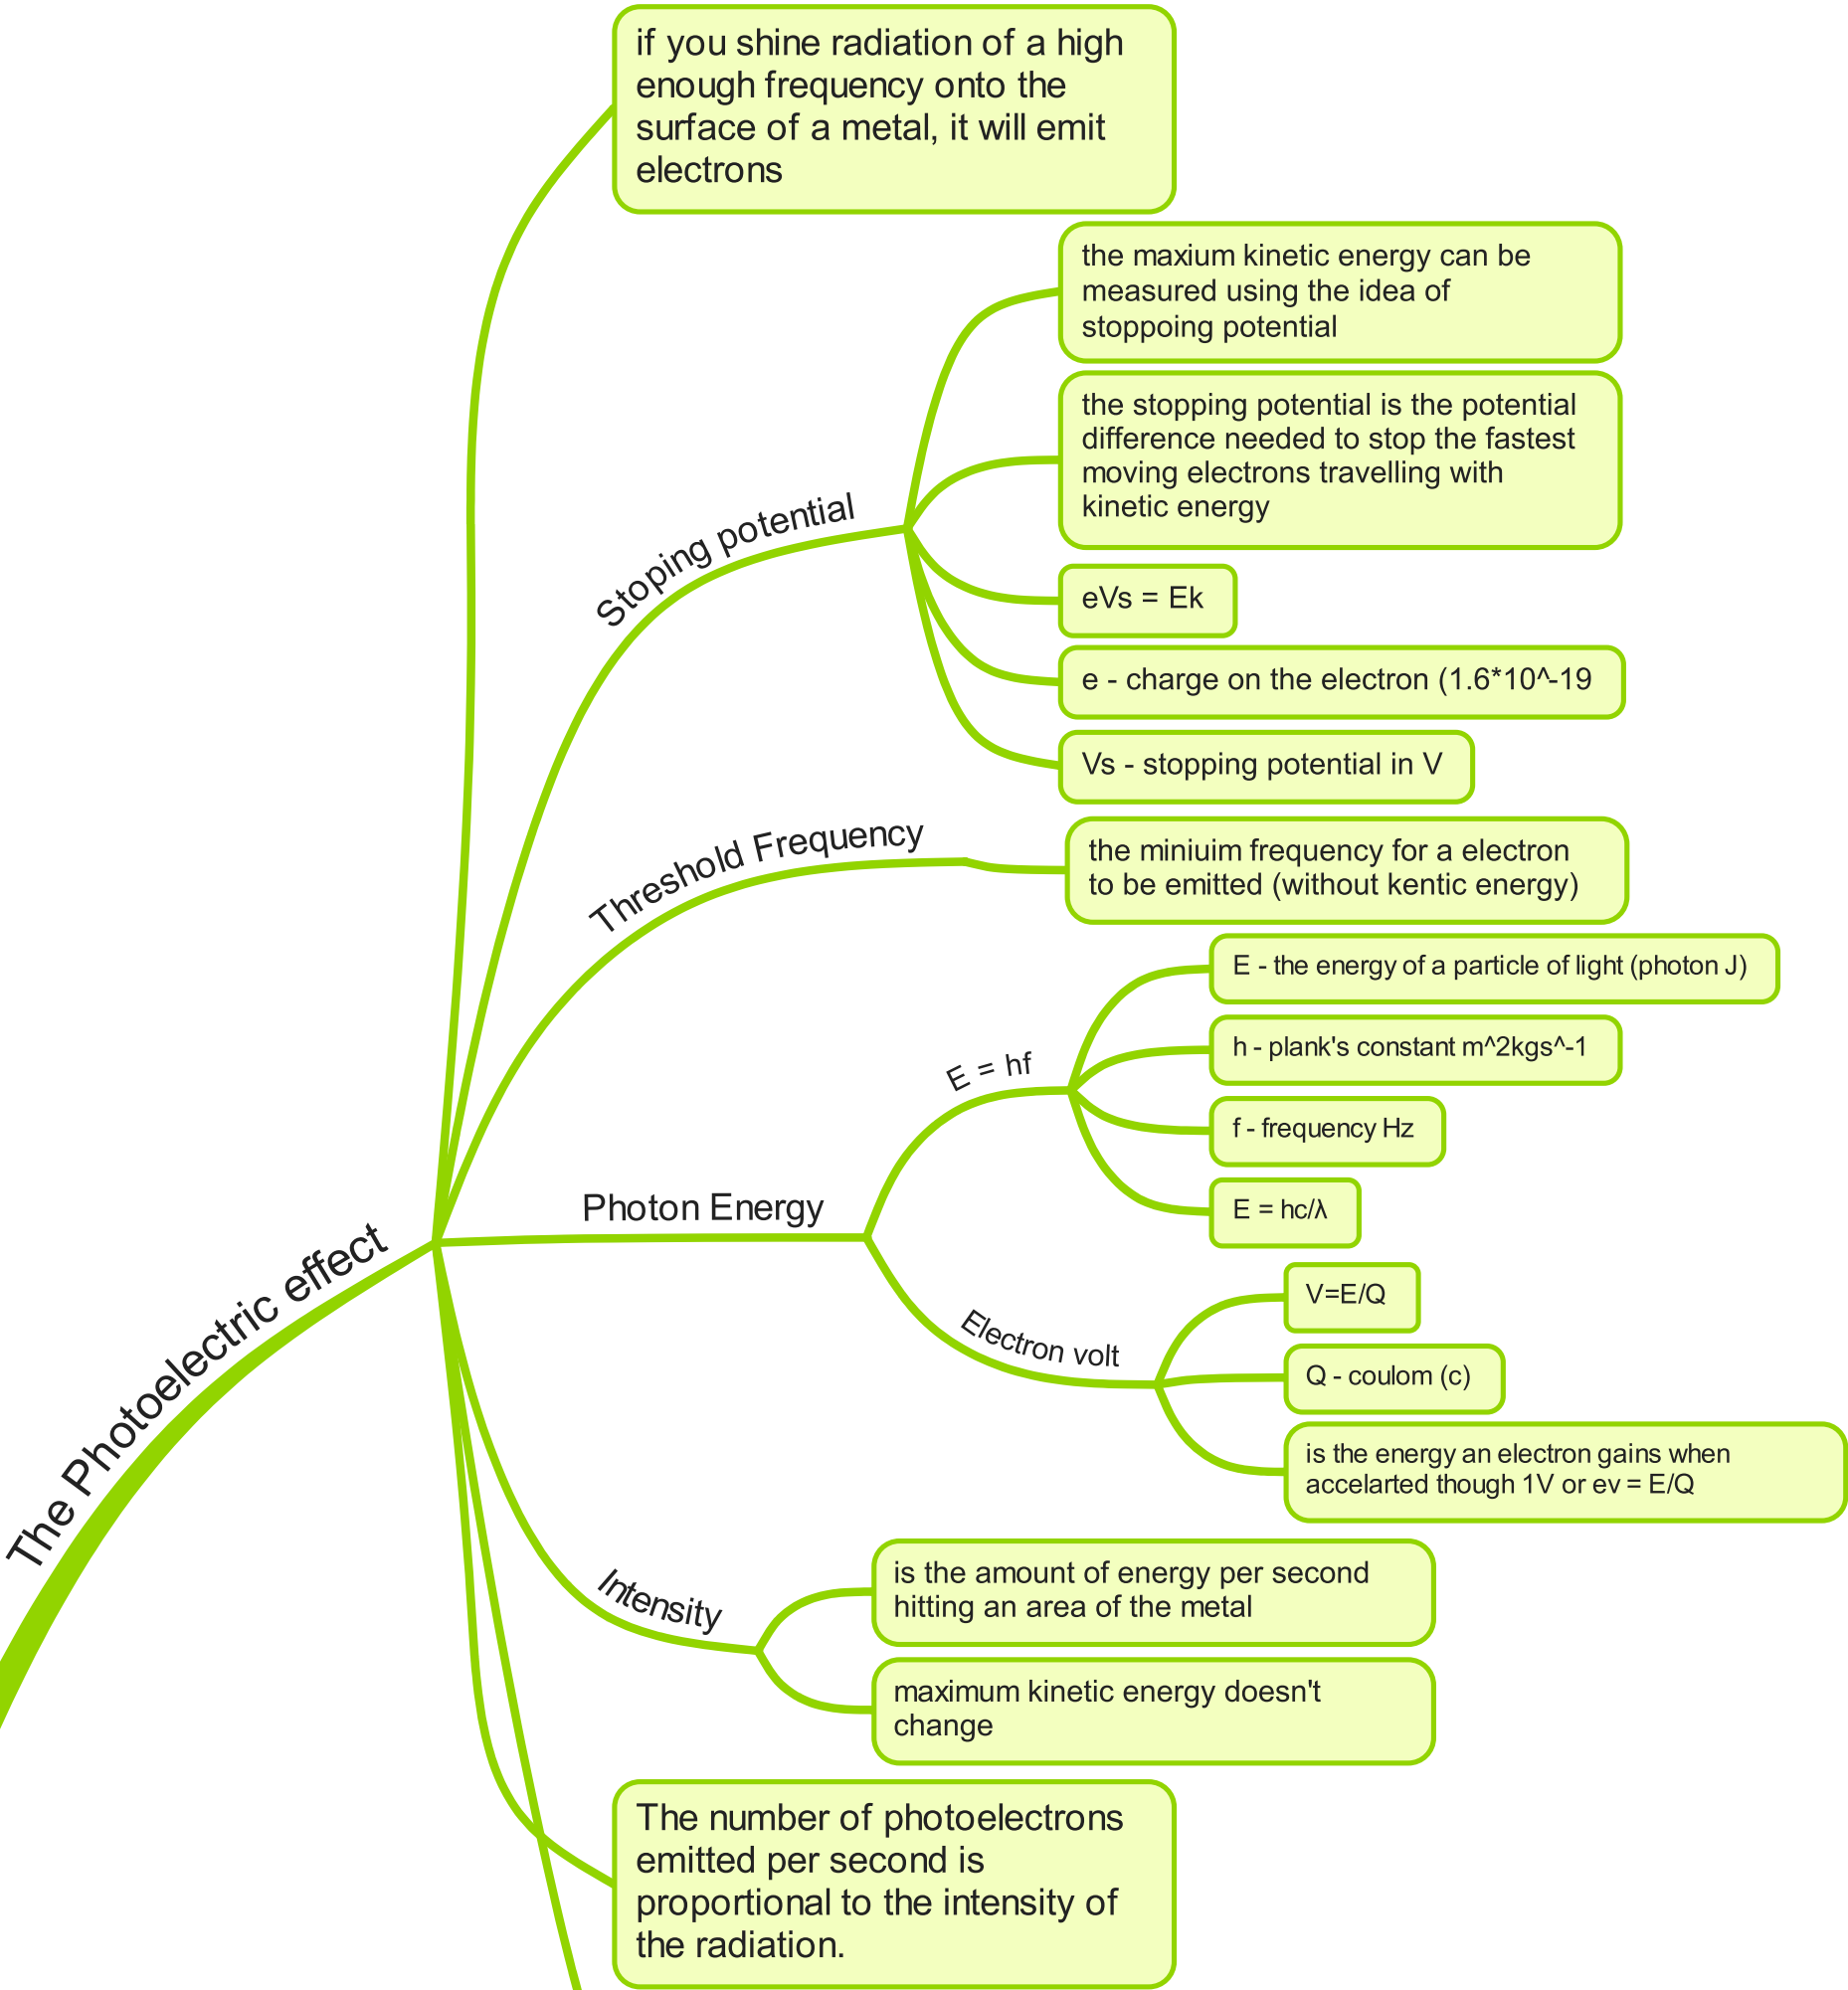 The Photoelectric effect
if you shine radiation of a high
enough frequency onto the
surface of a metal, it will emit
electrons
Stoping potential
the maxium kinetic energy can be
measured using the idea of
stoppoing potential
the stopping potential is the potential
difference needed to stop the fastest
moving electrons travelling with
kinetic energy
eVs = Ek
e - charge on the electron (1.6*10^-19
Vs - stopping potential in V
Threshold Frequency
the miniuim frequency for a electron
to be emitted (without kentic energy)
Photon Energy
E = hf
E - the energy of a particle of light (photon J)
h - plank's constant m^2kgs^-1
f - frequency Hz
E = hc/λ
Electron volt
V=E/Q
Q - coulom (c)
is the energy an electron gains when
accelarted though 1V or ev = E/Q
Intensity
is the amount of energy per second
hitting an area of the metal
maximum kinetic energy doesn't
change
The number of photoelectrons
emitted per second is
proportional to the intensity of
the radiation.